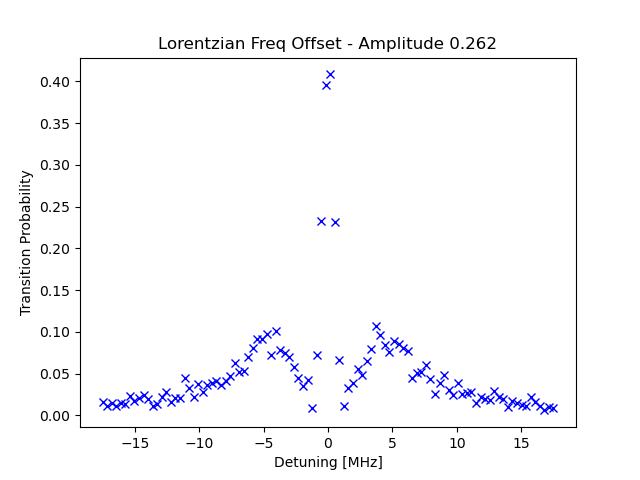 Lorentzian Freq Offset - Amplitude 0.262
Transition Probability
0.40
0.35
0.30
0.25
0.20
0.15
0.10
0.05
0.00
−15 −10 −5 0 5 10 15
Detuning [MHz]